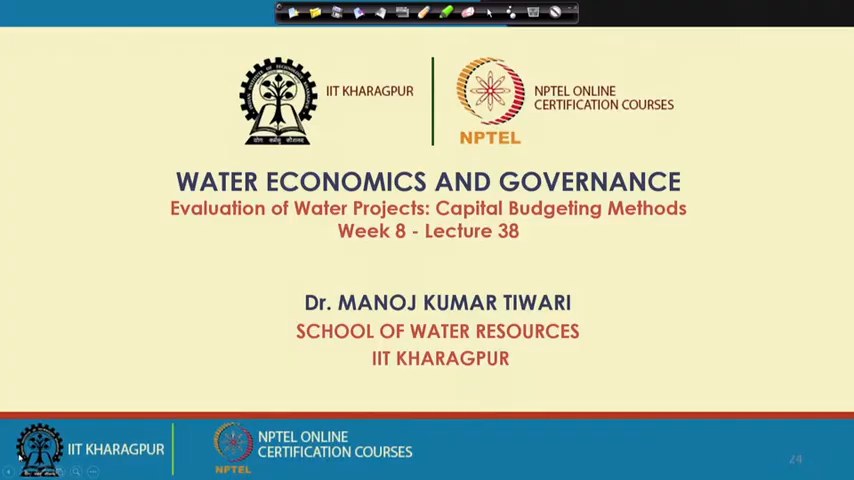 IIT KHARAGPUR
NPTEL
NPTEL ONLINE
CERTIFICATION COURSES
WATER ECONOMICS AND GOVERNANCE
Evaluation of Water Projects: Capital Budgeting Methods
Week 8 - Lecture 38
Dr. MANOJ KUMAR TIWARI
SCHOOL OF WATER RESOURCES
IIT KHARAGPUR
IIT KHARAGPUR
NPTEL
NPTEL ONLINE
CERTIFICATION COURSES
24